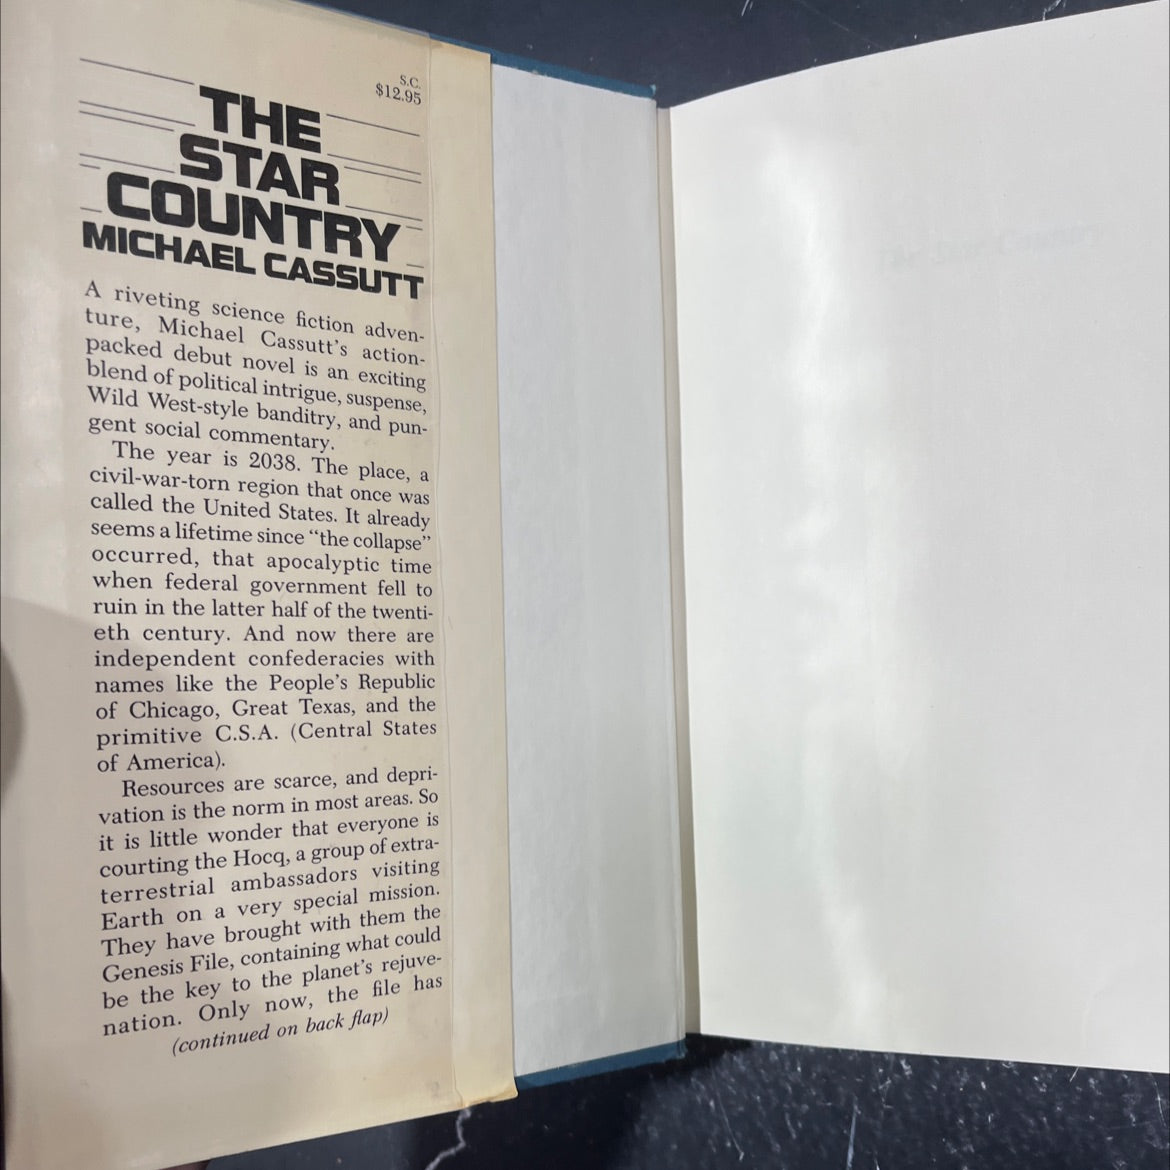 S.C.
$12.95
THE
STAR
COUNTRY
MICHAEL CASSUTT
A riveting science fiction adven-
ture, Michael Cassutt's action-
packed debut novel is an exciting
blend of political intrigue, suspense,
Wild West-style banditry, and pun-
gent social commentary.
The year is 2038. The place, a
civil-war-torn region that once was
called the United States. It already
seems a lifetime since “the collapse”
occurred, that apocalyptic time
when federal government fell to
ruin in the latter half of the twenti-
eth century. And now there are
independent confederacies with
names like the People's Republic
of Chicago, Great Texas, and the
primitive C.S.A. (Central States
of America).
Resources are scarce, and depri-
vation is the norm in most areas. So
it is little wonder that everyone is
courting the Hocq, a group of extra-
terrestrial ambassadors visiting
Earth on a very special mission.
They have brought with them the
Genesis File, containing what could
be the key to the planet's rejuve-
nation. Only now, the file has
(continued on back flap)
The Star Country